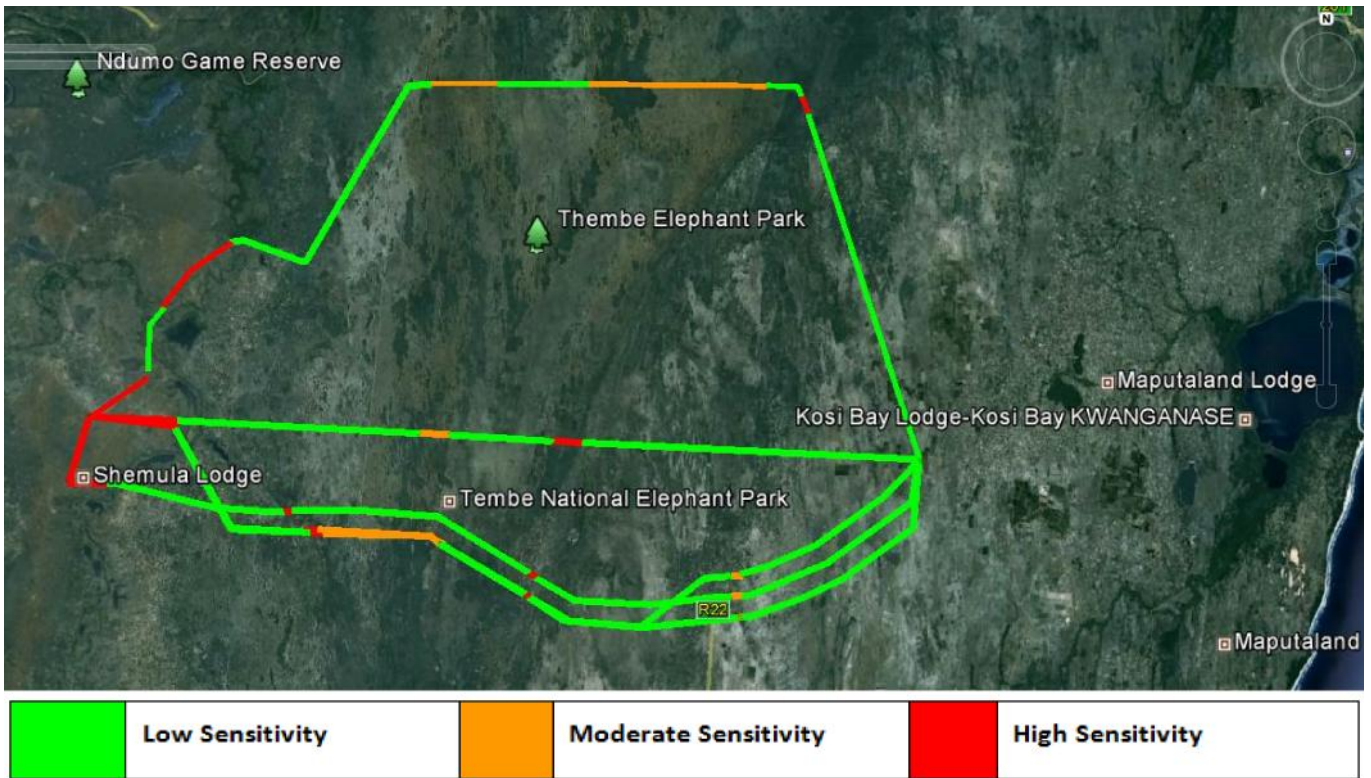 N
Ndumo Game Reserve
Thembe Elephant Park
Maputaland Lodge
Kosi Bay Lodge-Kosi Bay KWANGANASE
Shemula Lodge
Tembe National Elephant Park
R22
Maputaland
Low Sensitivity
Moderate Sensitivity
High Sensitivity